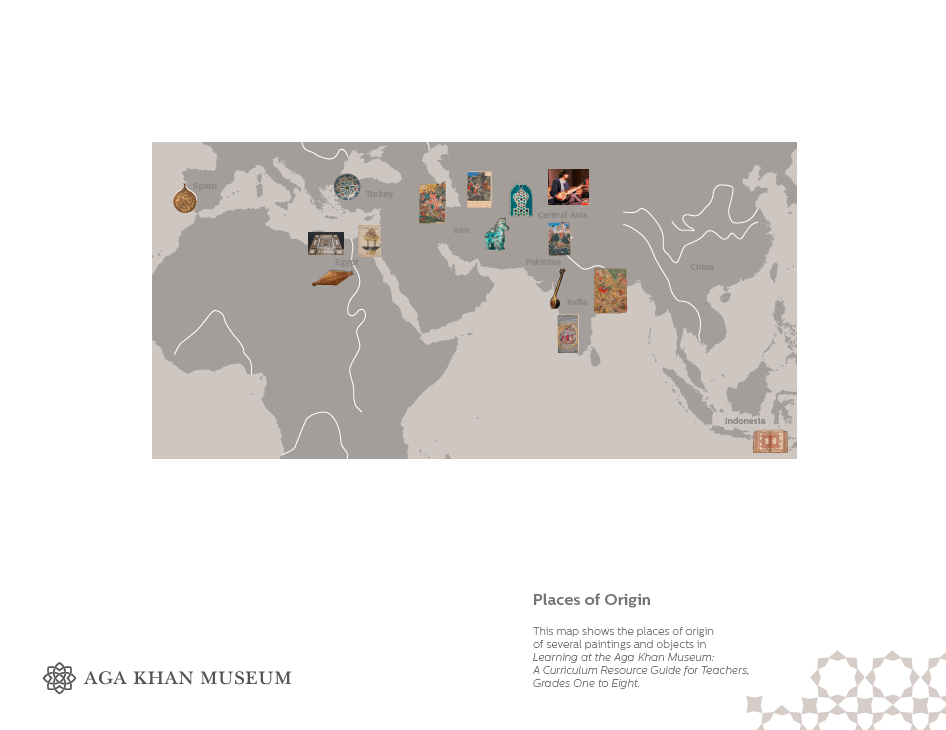 Spain
Turkey
Central Asia
Iran
Egypt
Pakistan
China
India
Indonesia
Places of Origin
This map shows the places of origin
of several paintings and objects in
Learning at the Aga Khan Museum:
A Curriculum Resource Guide for Teachers,
Grades One to Eight.
AGA KHAN MUSEUM